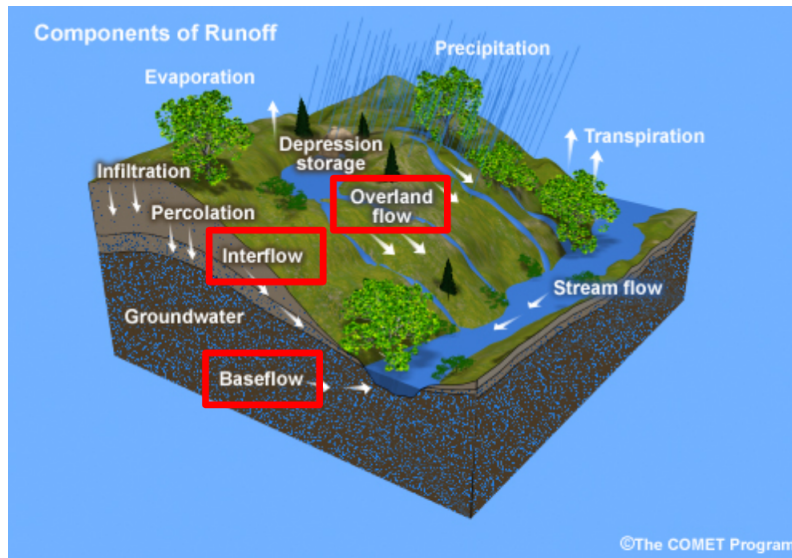 Components of Runoff
Precipitation
Evaporation
Transpiration
Depression
storage
Infiltration
Overland
flow
Percolation
Interflow
Stream flow
Groundwater
Baseflow
©The COMET Program